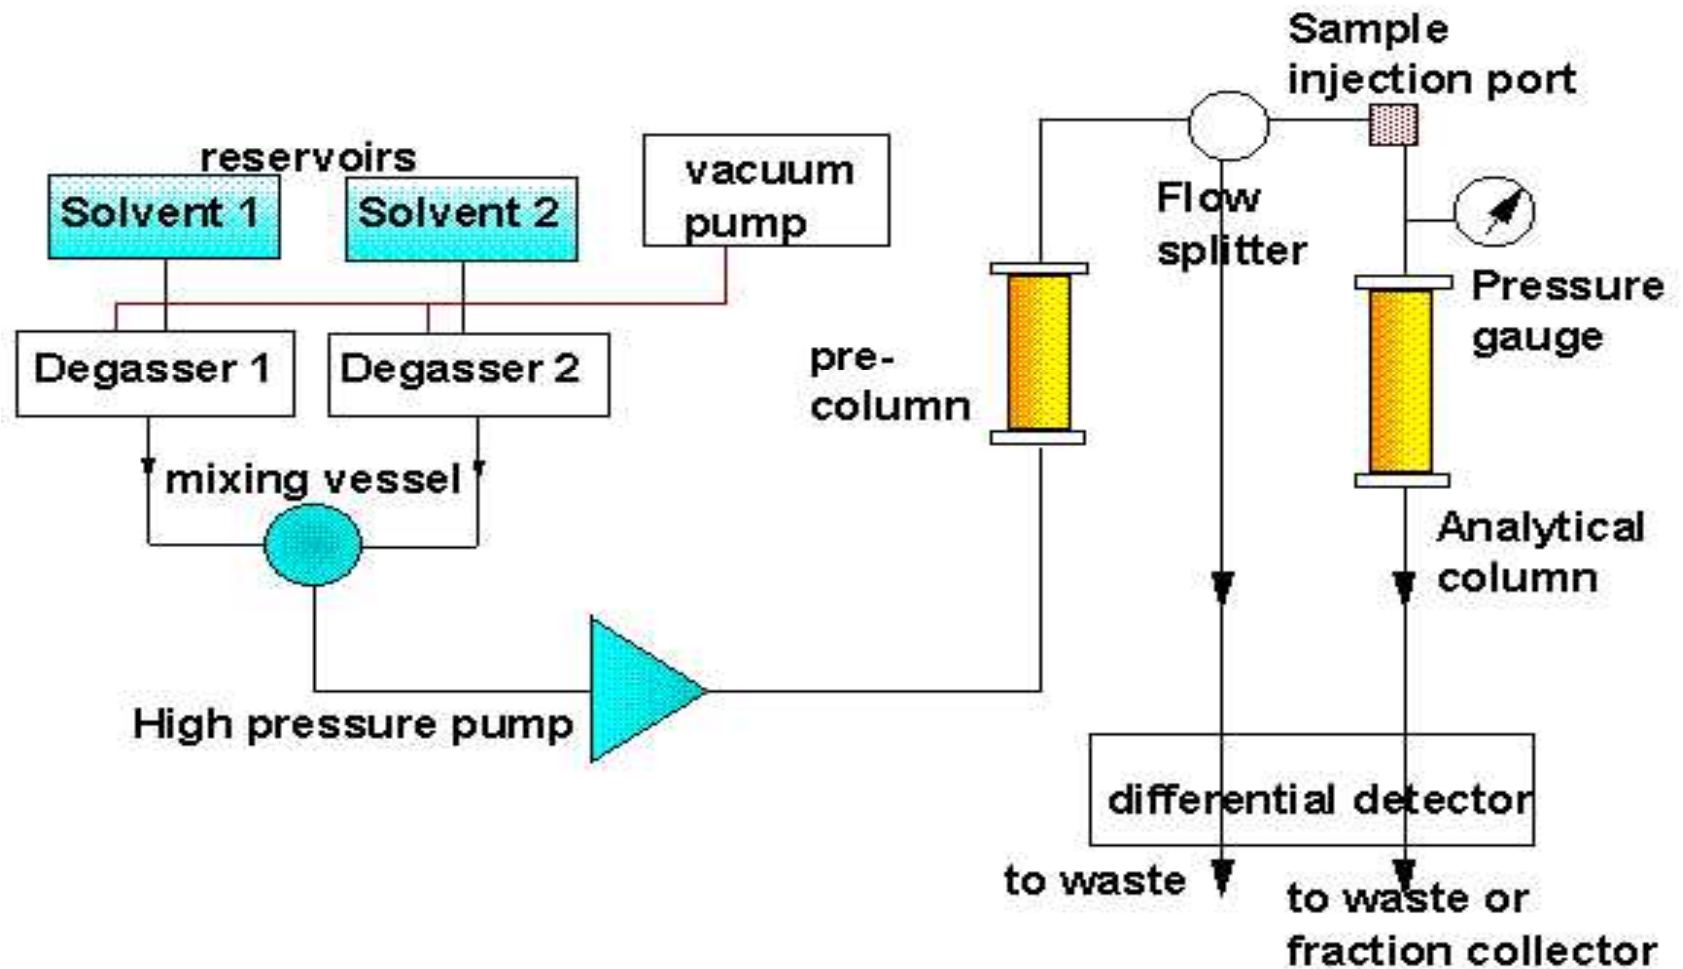 Sample
injection port
reservoirs
Solvent 1
Solvent 2
vacuum
pump
Flow
splitter
Pressure
gauge
Degasser 1
Degasser 2
pre-
column
mixing vessel
Analytical
column
High pressure pump
differential detector
to waste
to waste or
fraction collector